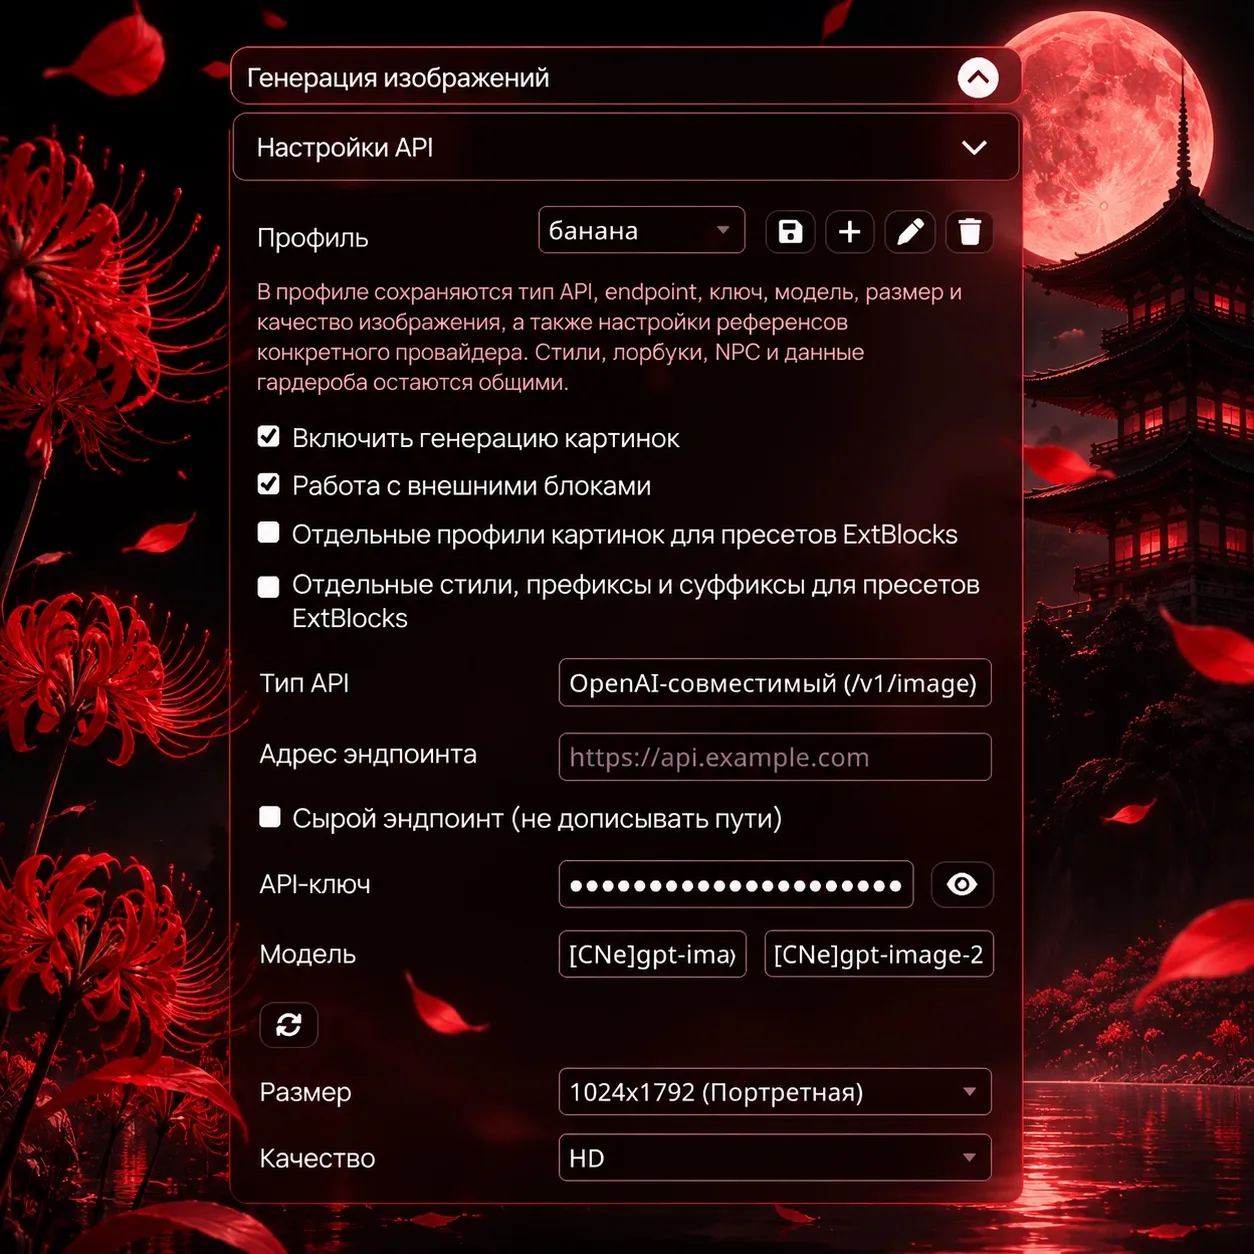 Генерация изображений
Настройки API
Профиль
банана
В профиле сохраняются тип API, endpoint, ключ, модель, размер и
качество изображения, а также настройки референсов
конкретного провайдера. Стили, лорбуки, NPC и данные
гардероба остаются общими.
Включить генерацию картинок
Работа с внешними блоками
Отдельные профили картинок для пресетов ExtBlocks
Отдельные стили, префиксы и суффиксы для пресетов
ExtBlocks
Тип API
OpenAI-совместимый (/v1/image)
Адрес эндпоинта
https://api.example.com
Сырой эндпоинт (не дописывать пути)
API-ключ
Модель
[CNe]gpt-ima
[CNe]gpt-image-2
Размер
1024x1792 (Портретная)
Качество
HD